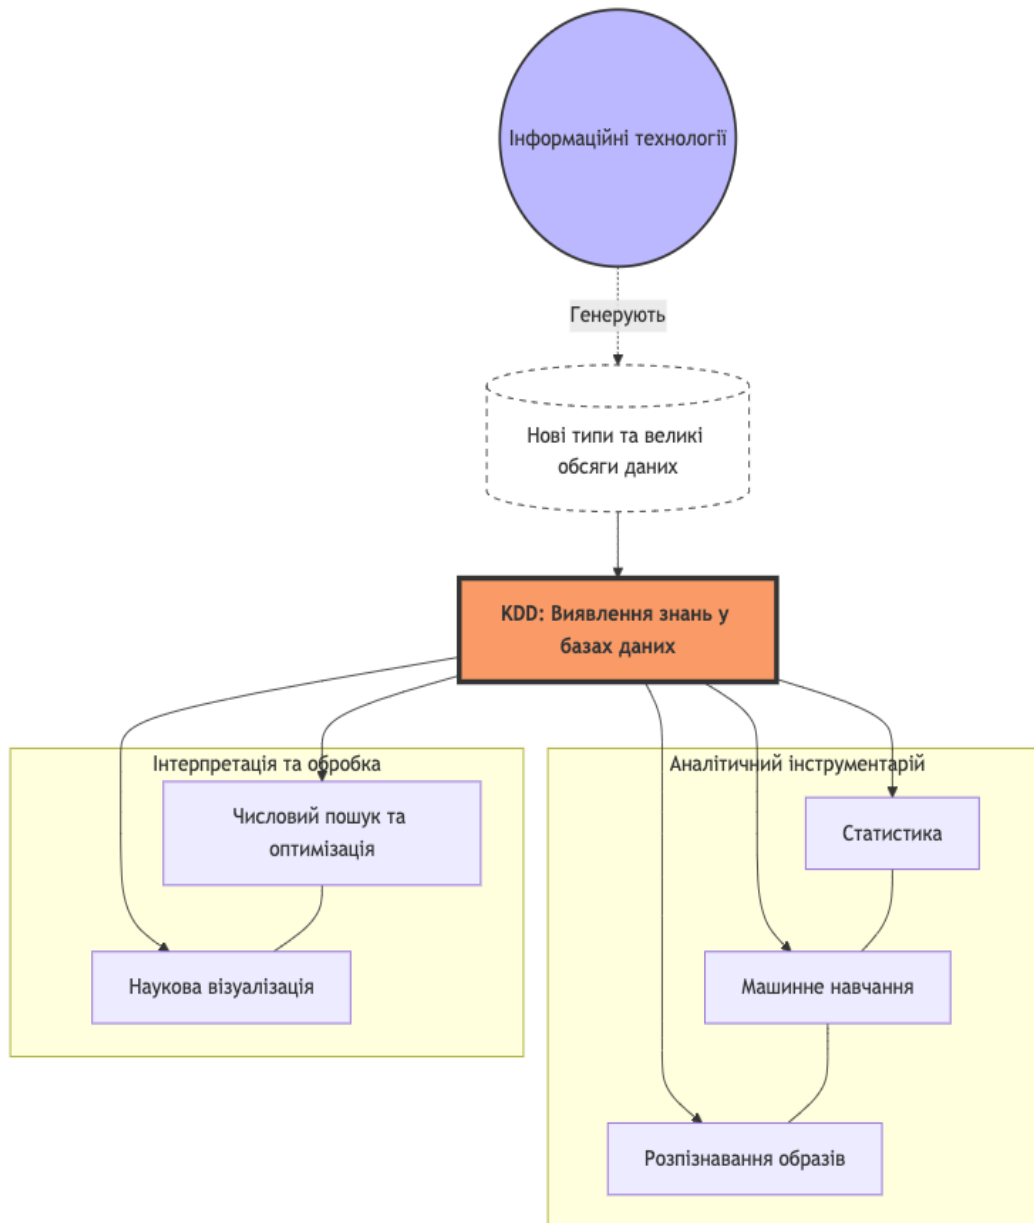 Інформаційні технології
Генерують
Нові типи та великі
обсяги даних
KDD: Виявлення знань у
базах даних
Інтерпретація та обробка
Числовий пошук та
оптимізація
Наукова візуалізація
Аналітичний інструментарій
Статистика
Машинне навчання
Розпізнавання образів